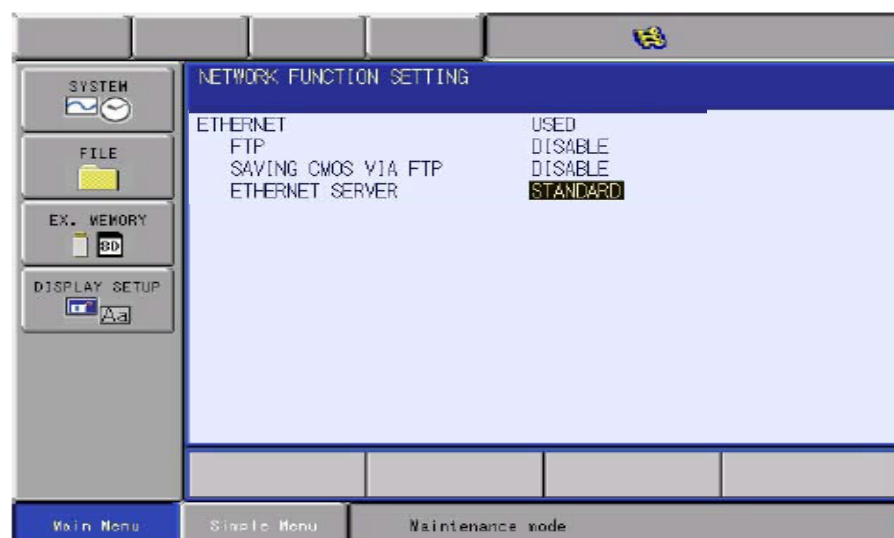 SYSTEM
FILE
EX. MEMORY
SD
DISPLAY SETUP
Aa
NETWORK FUNCTION SETTING
ETHERNET USED
FTP DISABLE
SAVING CMOS VIA FTP DISABLE
ETHERNET SERVER STANDARD
Main Menu
Simple Menu
Maintenance mode